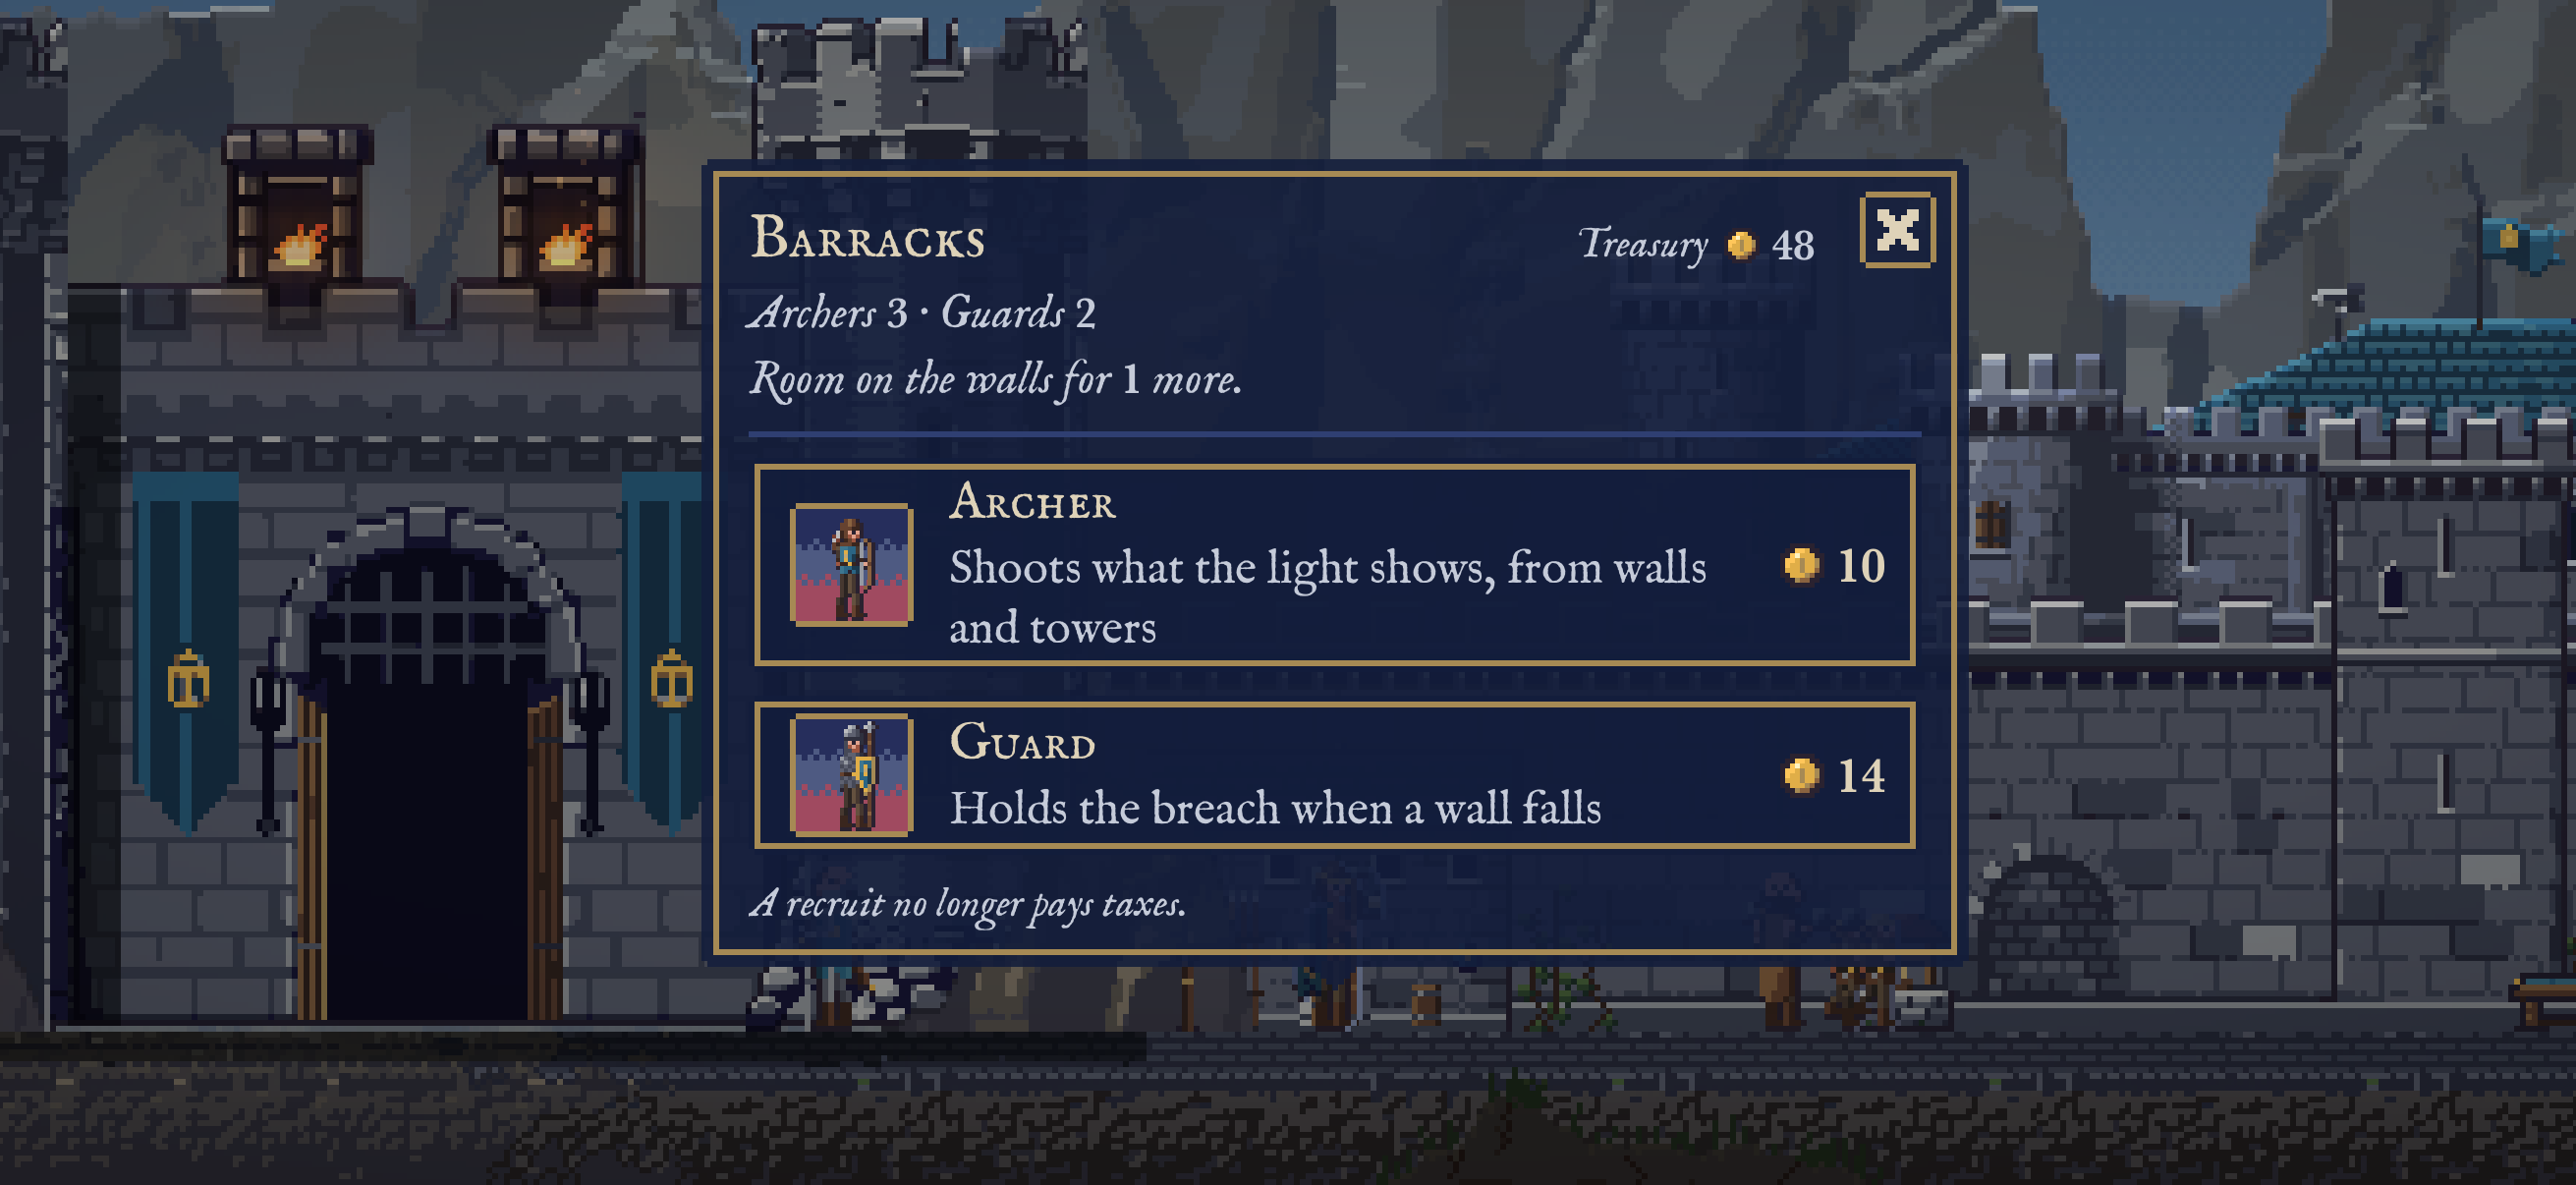 Barracks
Treasury 48
Archers 3 · Guards 2
Room on the walls for 1 more.
Archer
Shoots what the light shows, from walls
and towers
10
Guard
Holds the breach when a wall falls
14
A recruit no longer pays taxes.